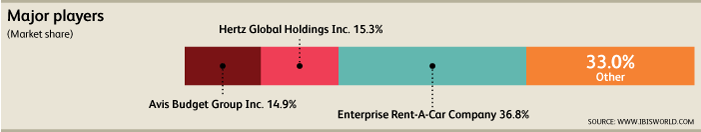 Major players
(Market share)
Hertz Global Holdings Inc. 15.3%
33.0%
Other
Avis Budget Group Inc. 14.9%
Enterprise Rent-A-Car Company 36.8%
SOURCE: WWW.IBISWORLD.COM